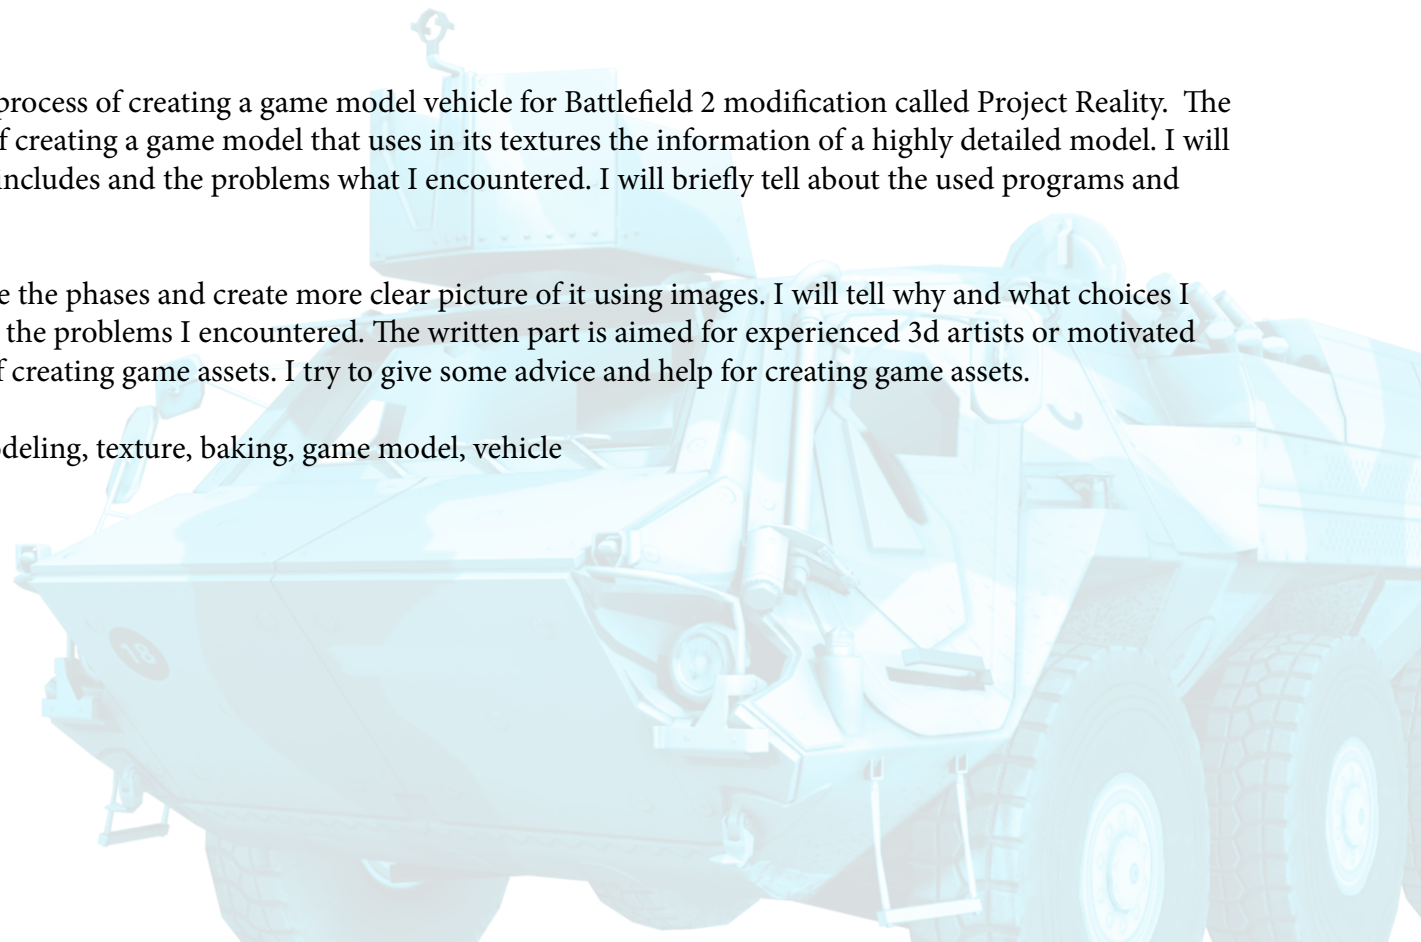 process of creating a game model vehicle for Battlefield 2 modification called Project Reality.  The
f creating a game model that uses in its textures the information of a highly detailed model. I will
includes and the problems what I encountered. I will briefly tell about the used programs and
e the phases and create more clear picture of it using images. I will tell why and what choices I
the problems I encountered. The written part is aimed for experienced 3d artists or motivated
f creating game assets. I try to give some advice and help for creating game assets.
deling, texture, baking, game model, vehicle
18